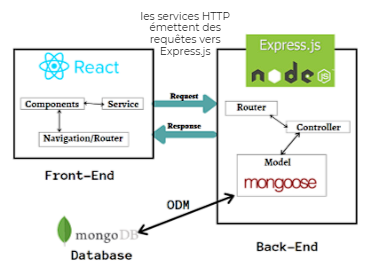 les services HTTP
émettent des
requêtes vers
Express.js
React
Components
Service
Navigation/Router
Front-End
Request
Response
Express.js
node
JS
Router
Controller
Model
mongoose
Back-End
ODM
mongoDB
Database